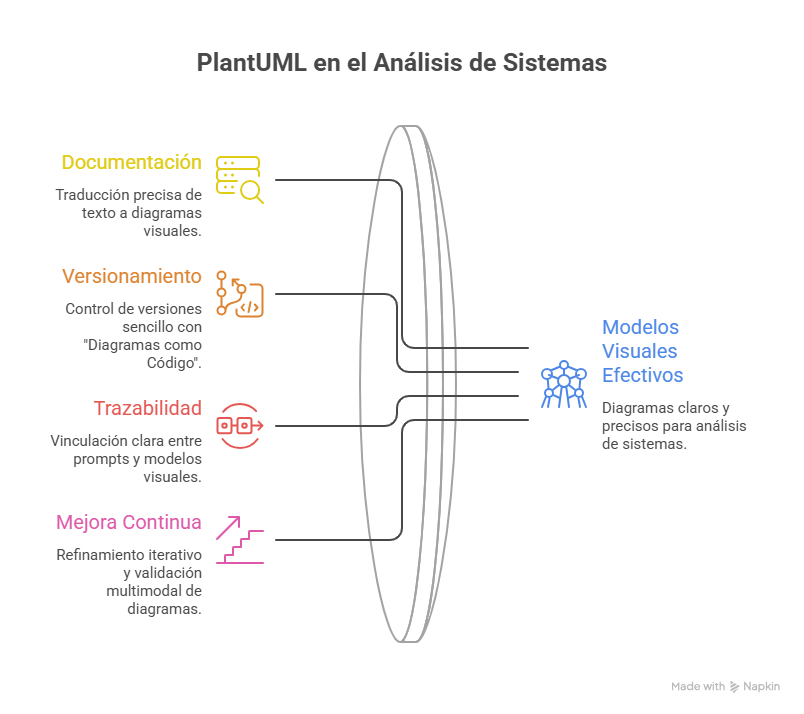 PlantUML en el Análisis de Sistemas
Documentación
Traducción precisa de
texto a diagramas
visuales.
Versionamiento
Control de versiones
sencillo con
"Diagramas como
Código".
Trazabilidad
Vinculación clara entre
prompts y modelos
visuales.
Mejora Continua
Refinamiento iterativo
y validación
multimodal de
diagramas.
Modelos
Visuales
Efectivos
Diagramas claros y
precisos para análisis
de sistemas.
Made with Napkin